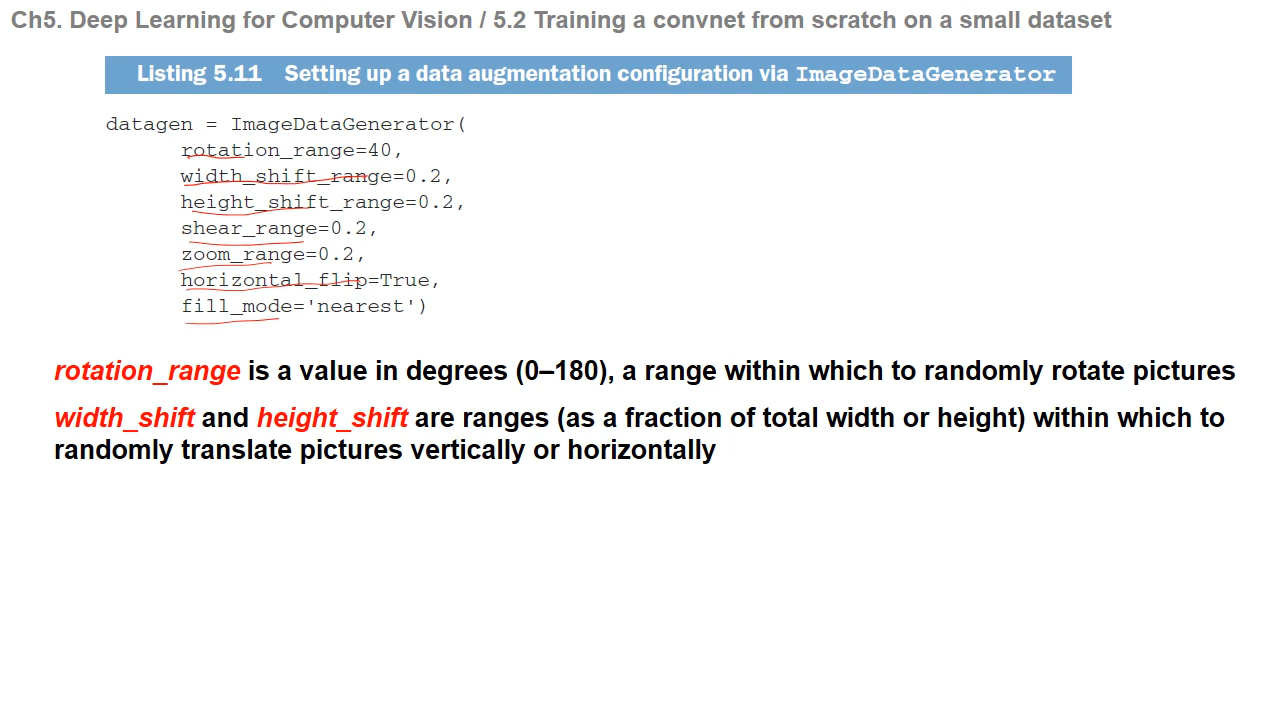 Ch5. Deep Learning for Computer Vision / 5.2 Training a convnet from scratch on a small dataset
Listing 5.11 Setting up a data augmentation configuration via ImageDataGenerator
datagen = ImageDataGenerator(
rotation_range=40,
width_shift_range=0.2,
height_shift_range=0.2,
shear_range=0.2,
zoom_range=0.2,
horizontal_flip=True,
fill_mode='nearest')
rotation_range is a value in degrees (0–180), a range within which to randomly rotate pictures
width_shift and height_shift are ranges (as a fraction of total width or height) within which to
randomly translate pictures vertically or horizontally